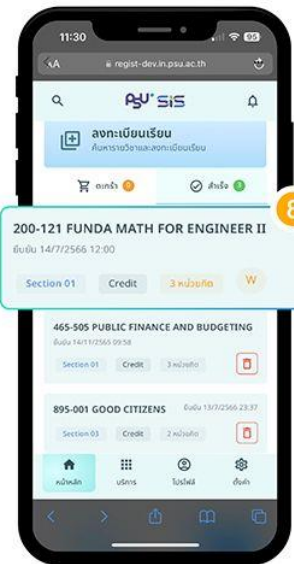 11:30
95
AA
regist-dev.in.psu.ac.th
PSU SIS
ลงทะเบียนเรียน
ค้นหารายวิชาและลงทะเบียนเรียน
ตะกร้า 0
สำเร็จ 3
8
200-121 FUNDA MATH FOR ENGINEER II
ยืนยัน 14/7/2566 12:00
Section 01 Credit 3 หน่วยกิต W
465-505 PUBLIC FINANCE AND BUDGETING
ยืนยัน 14/11/2565 09:58
Section 01 Credit 3 หน่วยกิต
895-001 GOOD CITIZENS ยืนยัน 13/7/2566 23:37
Section 03 Credit 2 หน่วยกิต
หน้าหลัก บริการ โปรไฟล์ ตั้งค่า